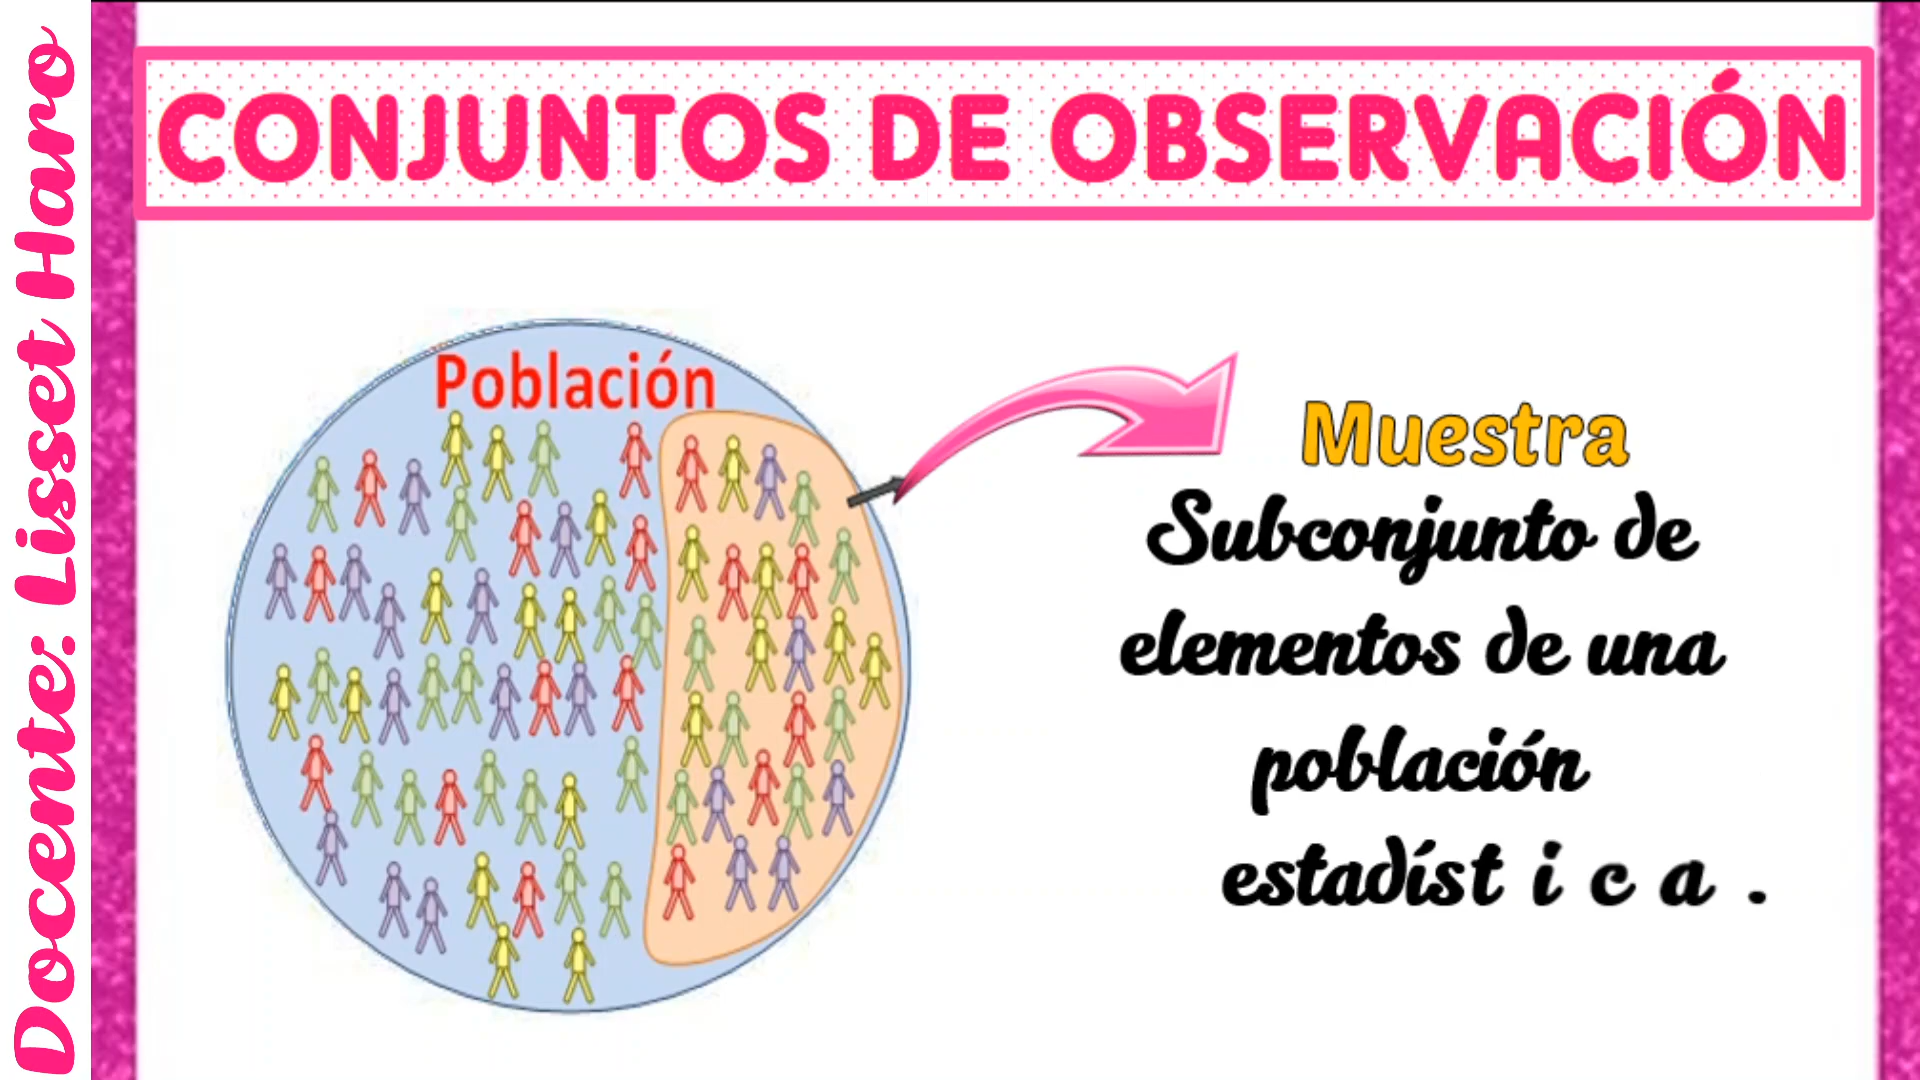 Docente: Lisset Haro
CONJUNTOS DE OBSERVACIÓN
Población
Muestra
Subconjunto de
elementos de una
población
estadíst i c a .